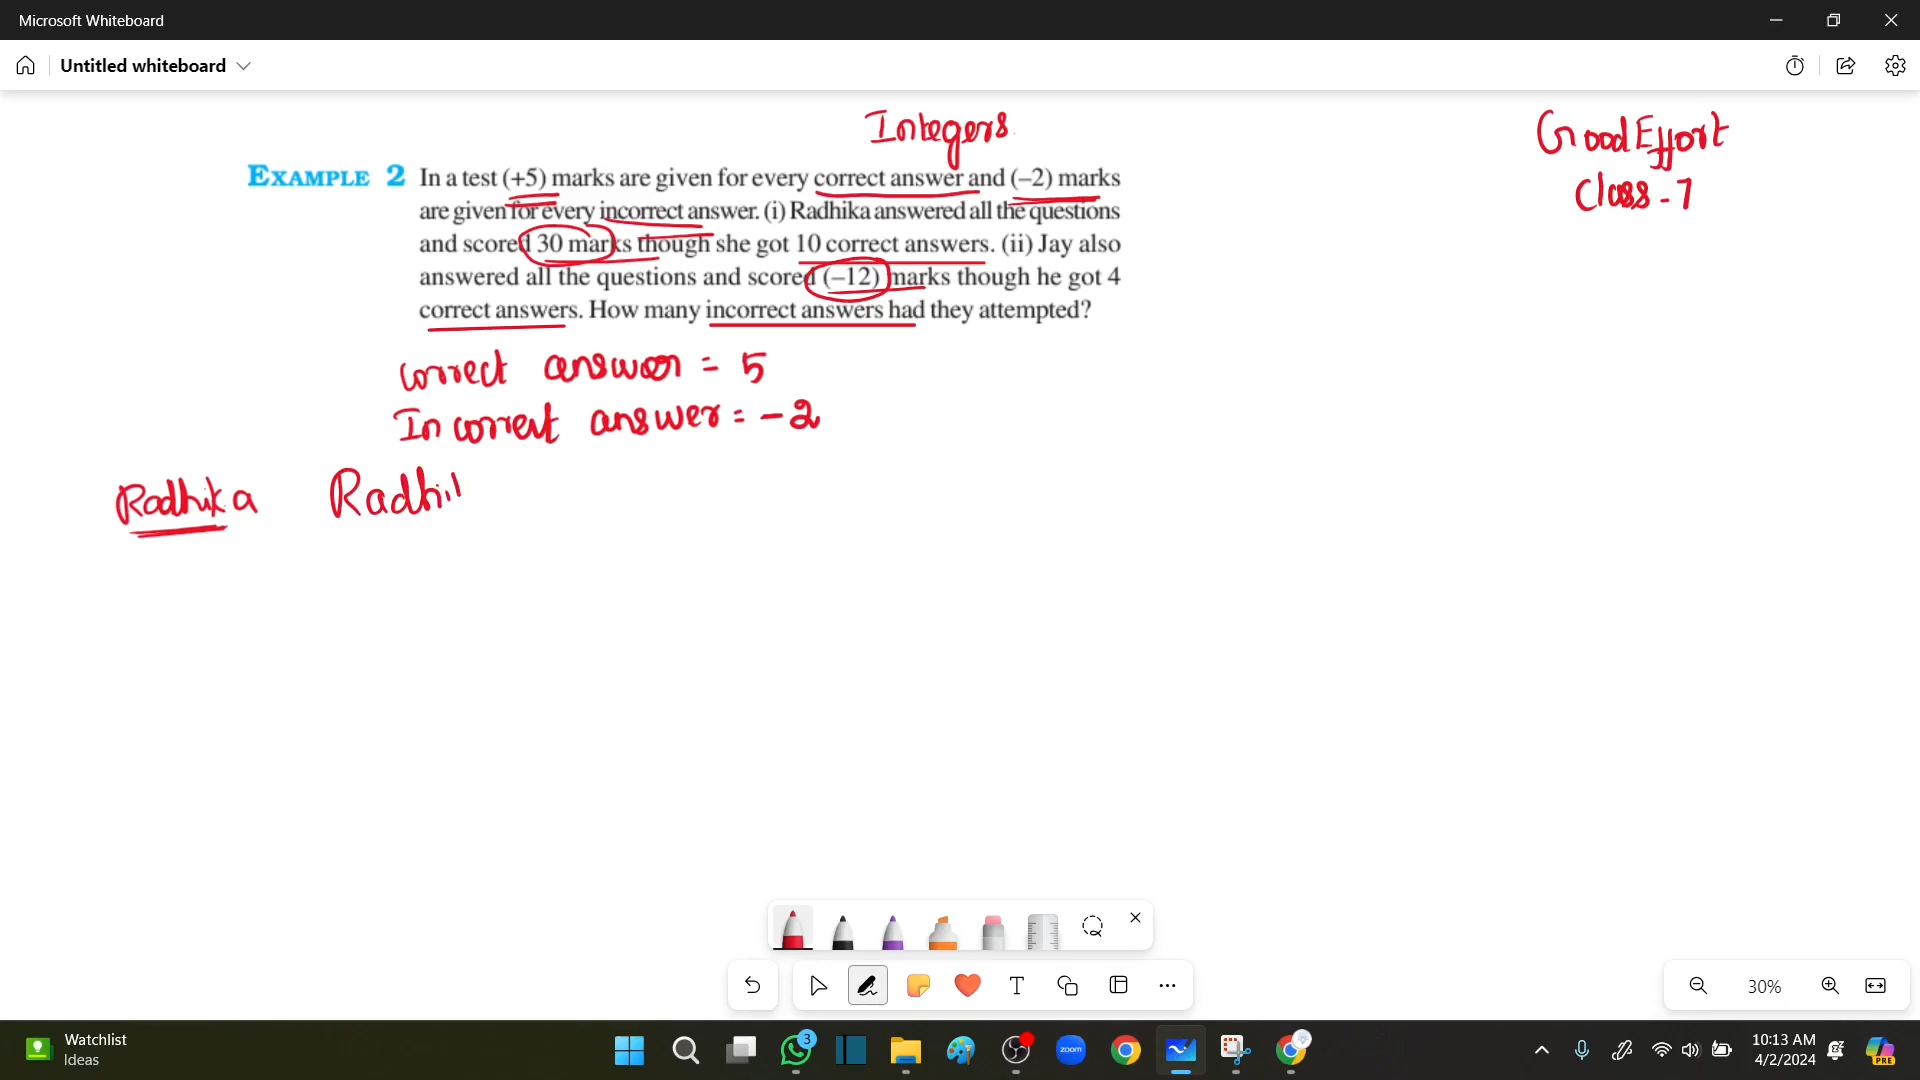 Microsoft Whiteboard
Untitled whiteboard
Integers
Good Effort
Class - 7
EXAMPLE 2 In a test (+5) marks are given for every correct answer and (–2) marks
are given for every incorrect answer. (i) Radhika answered all the questions
and scored 30 marks though she got 10 correct answers. (ii) Jay also
answered all the questions and scored (–12) marks though he got 4
correct answers. How many incorrect answers had they attempted?
correct answer = 5
In correct answer = -2
Radhika Radhi
30%
Watchlist
Ideas
3
zoom
10:13 AM
4/2/2024
PRE